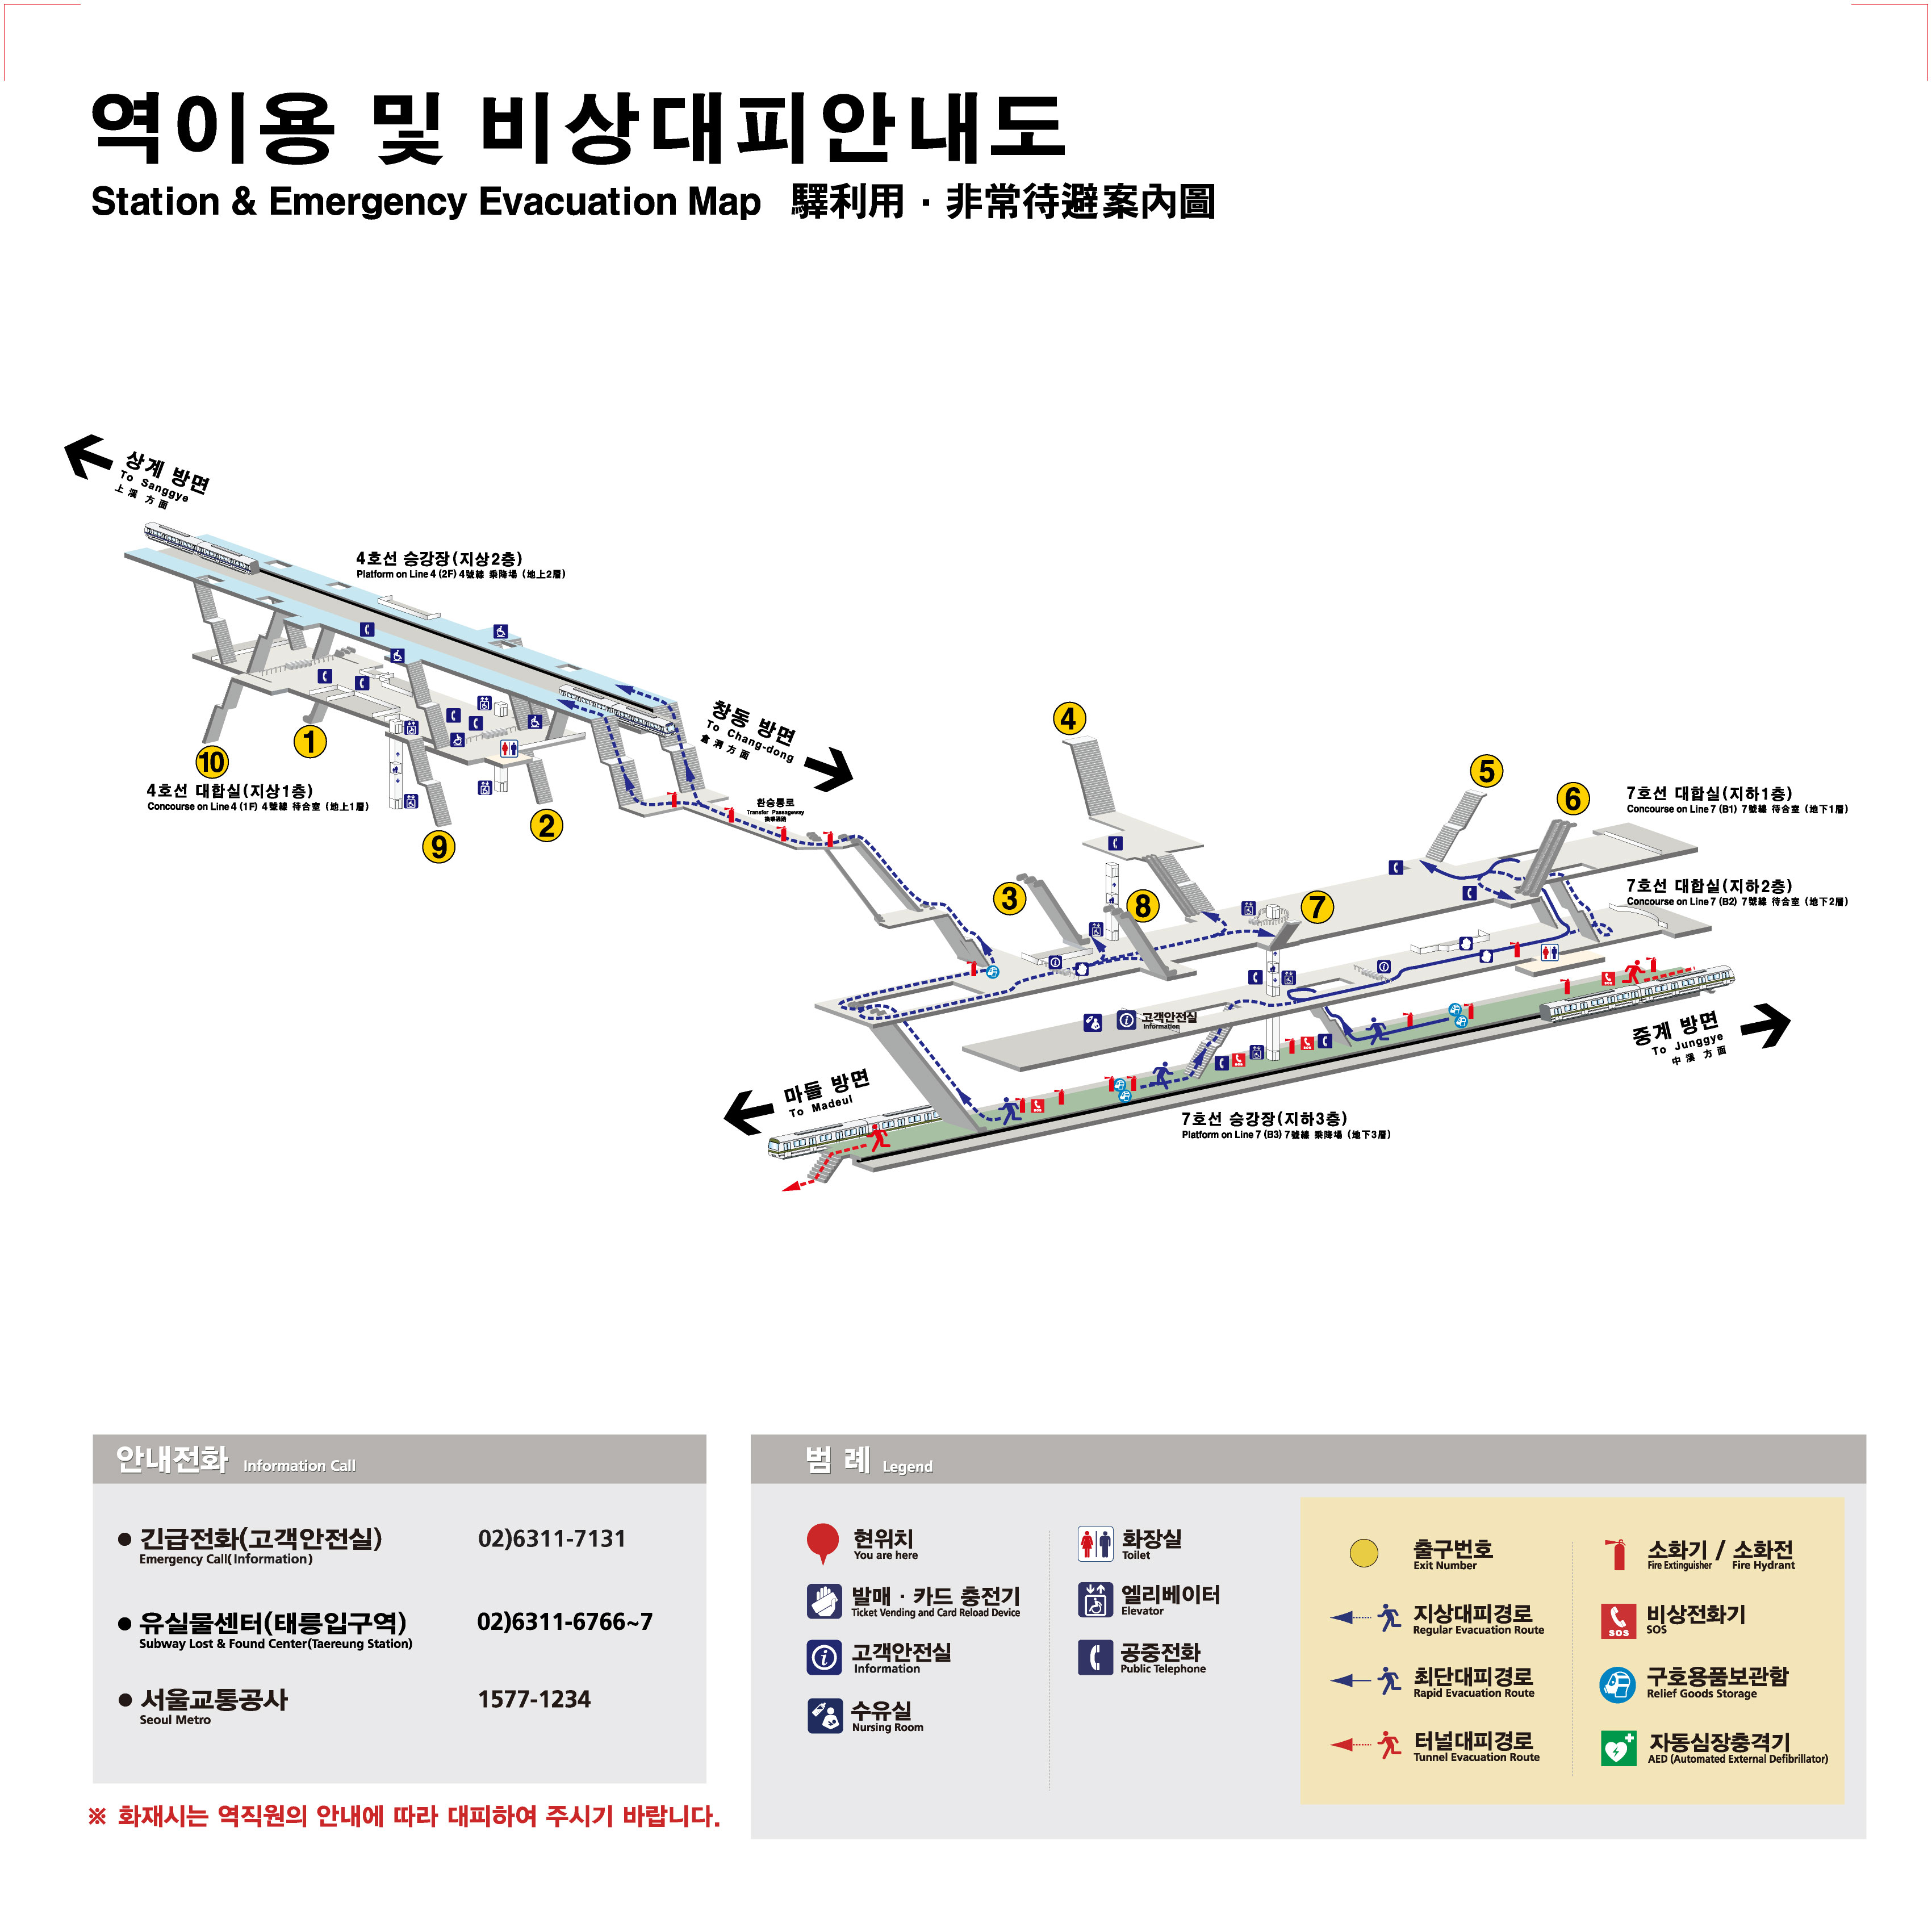 역이용 및 비상대피안내도
Station & Emergency Evacuation Map 驛利用 · 非常待避案內圖
상계 방면
To Sanggye
上溪方面
4호선 승강장(지상2층)
Platform on Line 4 (2F) 4號線 乘降場 (地上2層)
창동 방면
To Chang-dong
倉洞方面
10
1
4호선 대합실(지상1층)
Concourse on Line 4 (1F) 4號線 待合室 (地上1層)
9
2
환승통로
Transfer Passageway
換乘通路
4
5
6
7호선 대합실(지하1층)
Concourse on Line 7 (B1) 7號線 待合室 (地下1層)
3
8
7
7호선 대합실(지하2층)
Concourse on Line 7 (B2) 7號線 待合室 (地下2層)
고객안전실
Information
SOS
SOS
SOS
SOS
중계 방면
To Junggye
中溪方面
마들 방면
To Madeul
7호선 승강장(지하3층)
Platform on Line 7 (B3) 7號線 乘降場 (地下3層)
안내전화 Information Call
● 긴급전화(고객안전실) 02)6311-7131
Emergency Call(Information)
● 유실물센터(태릉입구역) 02)6311-6766~7
Subway Lost & Found Center(Taereung Station)
● 서울교통공사 1577-1234
Seoul Metro
※ 화재시는 역직원의 안내에 따라 대피하여 주시기 바랍니다.
범 례 Legend
현위치
You are here
발매 · 카드 충전기
Ticket Vending and Card Reload Device
고객안전실
Information
수유실
Nursing Room
화장실
Toilet
엘리베이터
Elevator
공중전화
Public Telephone
출구번호
Exit Number
지상대피경로
Regular Evacuation Route
최단대피경로
Rapid Evacuation Route
터널대피경로
Tunnel Evacuation Route
소화기 / 소화전
Fire Extinguisher Fire Hydrant
SOS
비상전화기
SOS
구호용품보관함
Relief Goods Storage
자동심장충격기
AED (Automated External Defibrillator)